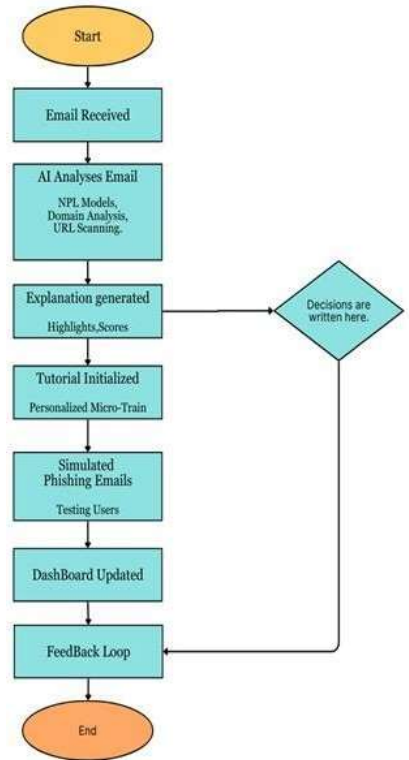 Start
Email Received
AI Analyses Email
NPL Models,
Domain Analysis,
URL Scanning.
Explanation generated
Highlights,Scores
Decisions are
written here.
Tutorial Initialized
Personalized Micro-Train
Simulated
Phishing Emails
Testing Users
DashBoard Updated
FeedBack Loop
End